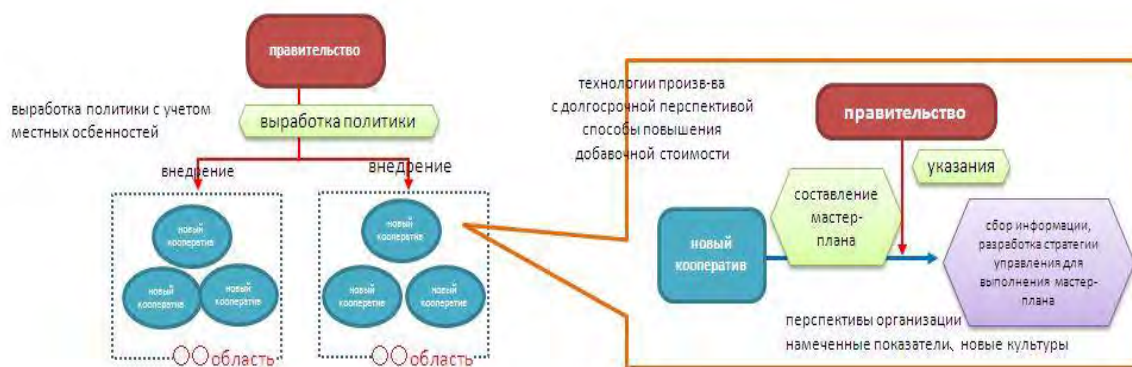 правительство
выработка политики с учетом
местных осбенностей
выработка политики
внедрение
внедрение
новый
кооператив
новый
кооператив
новый
кооператив
новый
кооператив
новый
кооператив
новый
кооператив
○○область
○○область
технологии произв-ва
с долгосрочной перспективой
способы повышения
добавочной стоимости
правительство
указания
составление
мастер-
плана
новый
кооператив
сбор информации,
разработка стратегии
управления для
выполнения мастер-
плана
перспективы организации
намеченные показатели、новые культуры